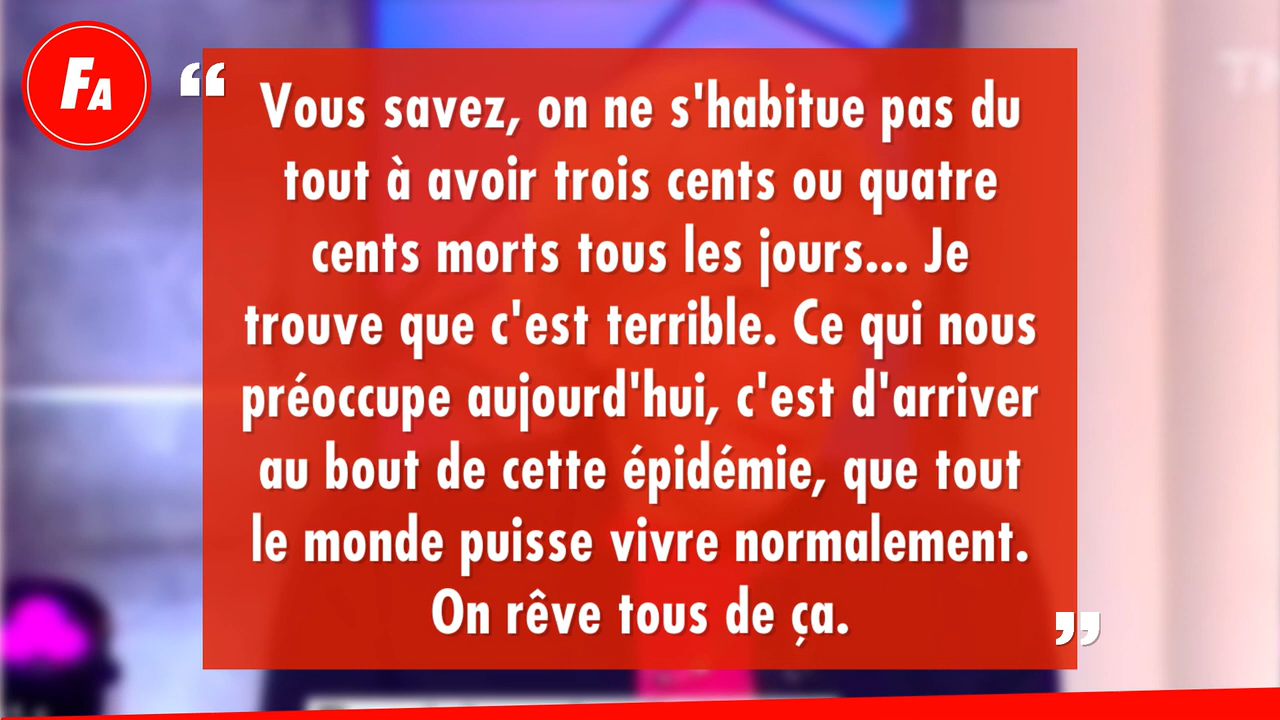 FA
“ Vous savez, on ne s'habitue pas du
tout à avoir trois cents ou quatre
cents morts tous les jours... Je
trouve que c'est terrible. Ce qui nous
préoccupe aujourd'hui, c'est d'arriver
au bout de cette épidémie, que tout
le monde puisse vivre normalement.
On rêve tous de ça. ”